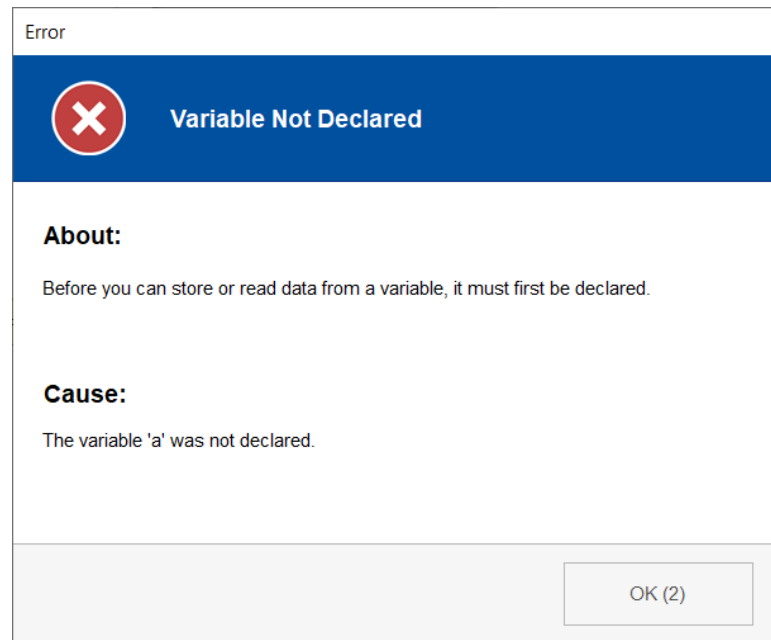 Error
Variable Not Declared
About:
Before you can store or read data from a variable, it must first be declared.
Cause:
The variable 'a' was not declared.
OK (2)